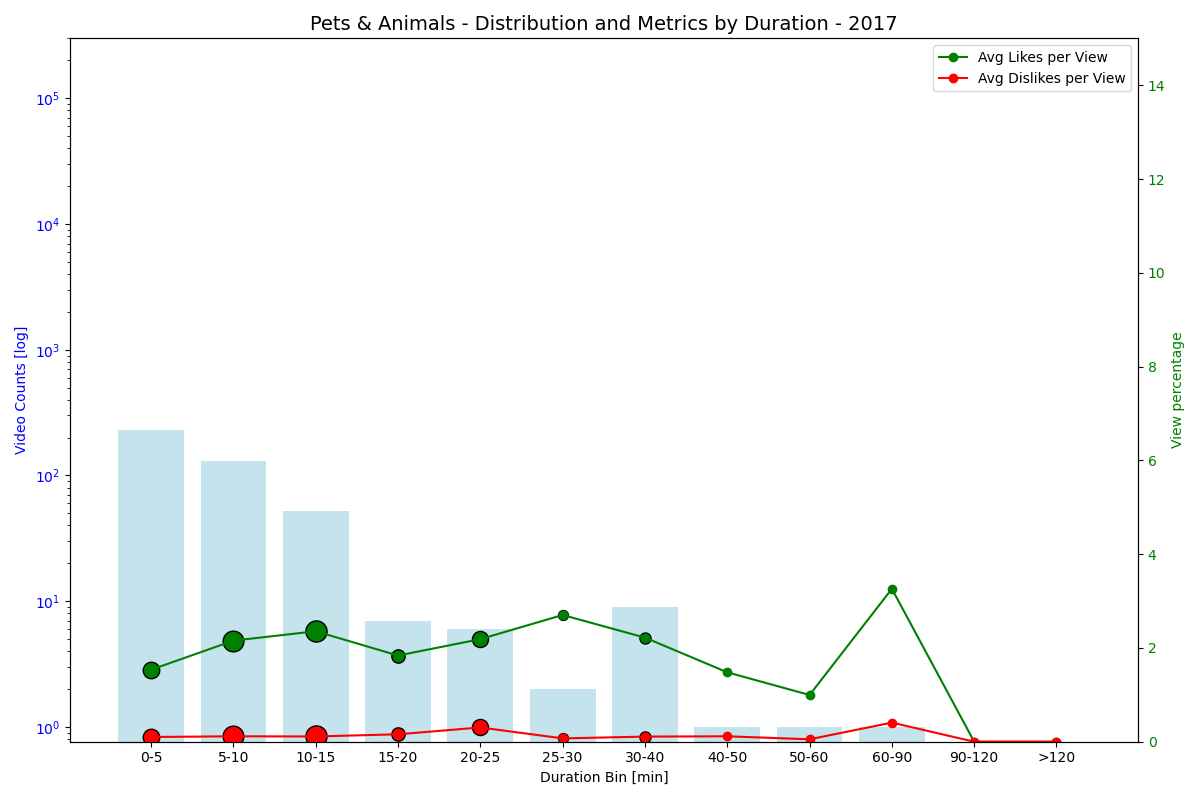 Pets & Animals - Distribution and Metrics by Duration - 2017
Avg Likes per View
Avg Dislikes per View
Video Counts [log]
10^5
10^4
10^3
10^2
10^1
10^0
14
12
10
8
6
4
2
0
View percentage
0-5 5-10 10-15 15-20 20-25 25-30 30-40 40-50 50-60 60-90 90-120 >120
Duration Bin [min]